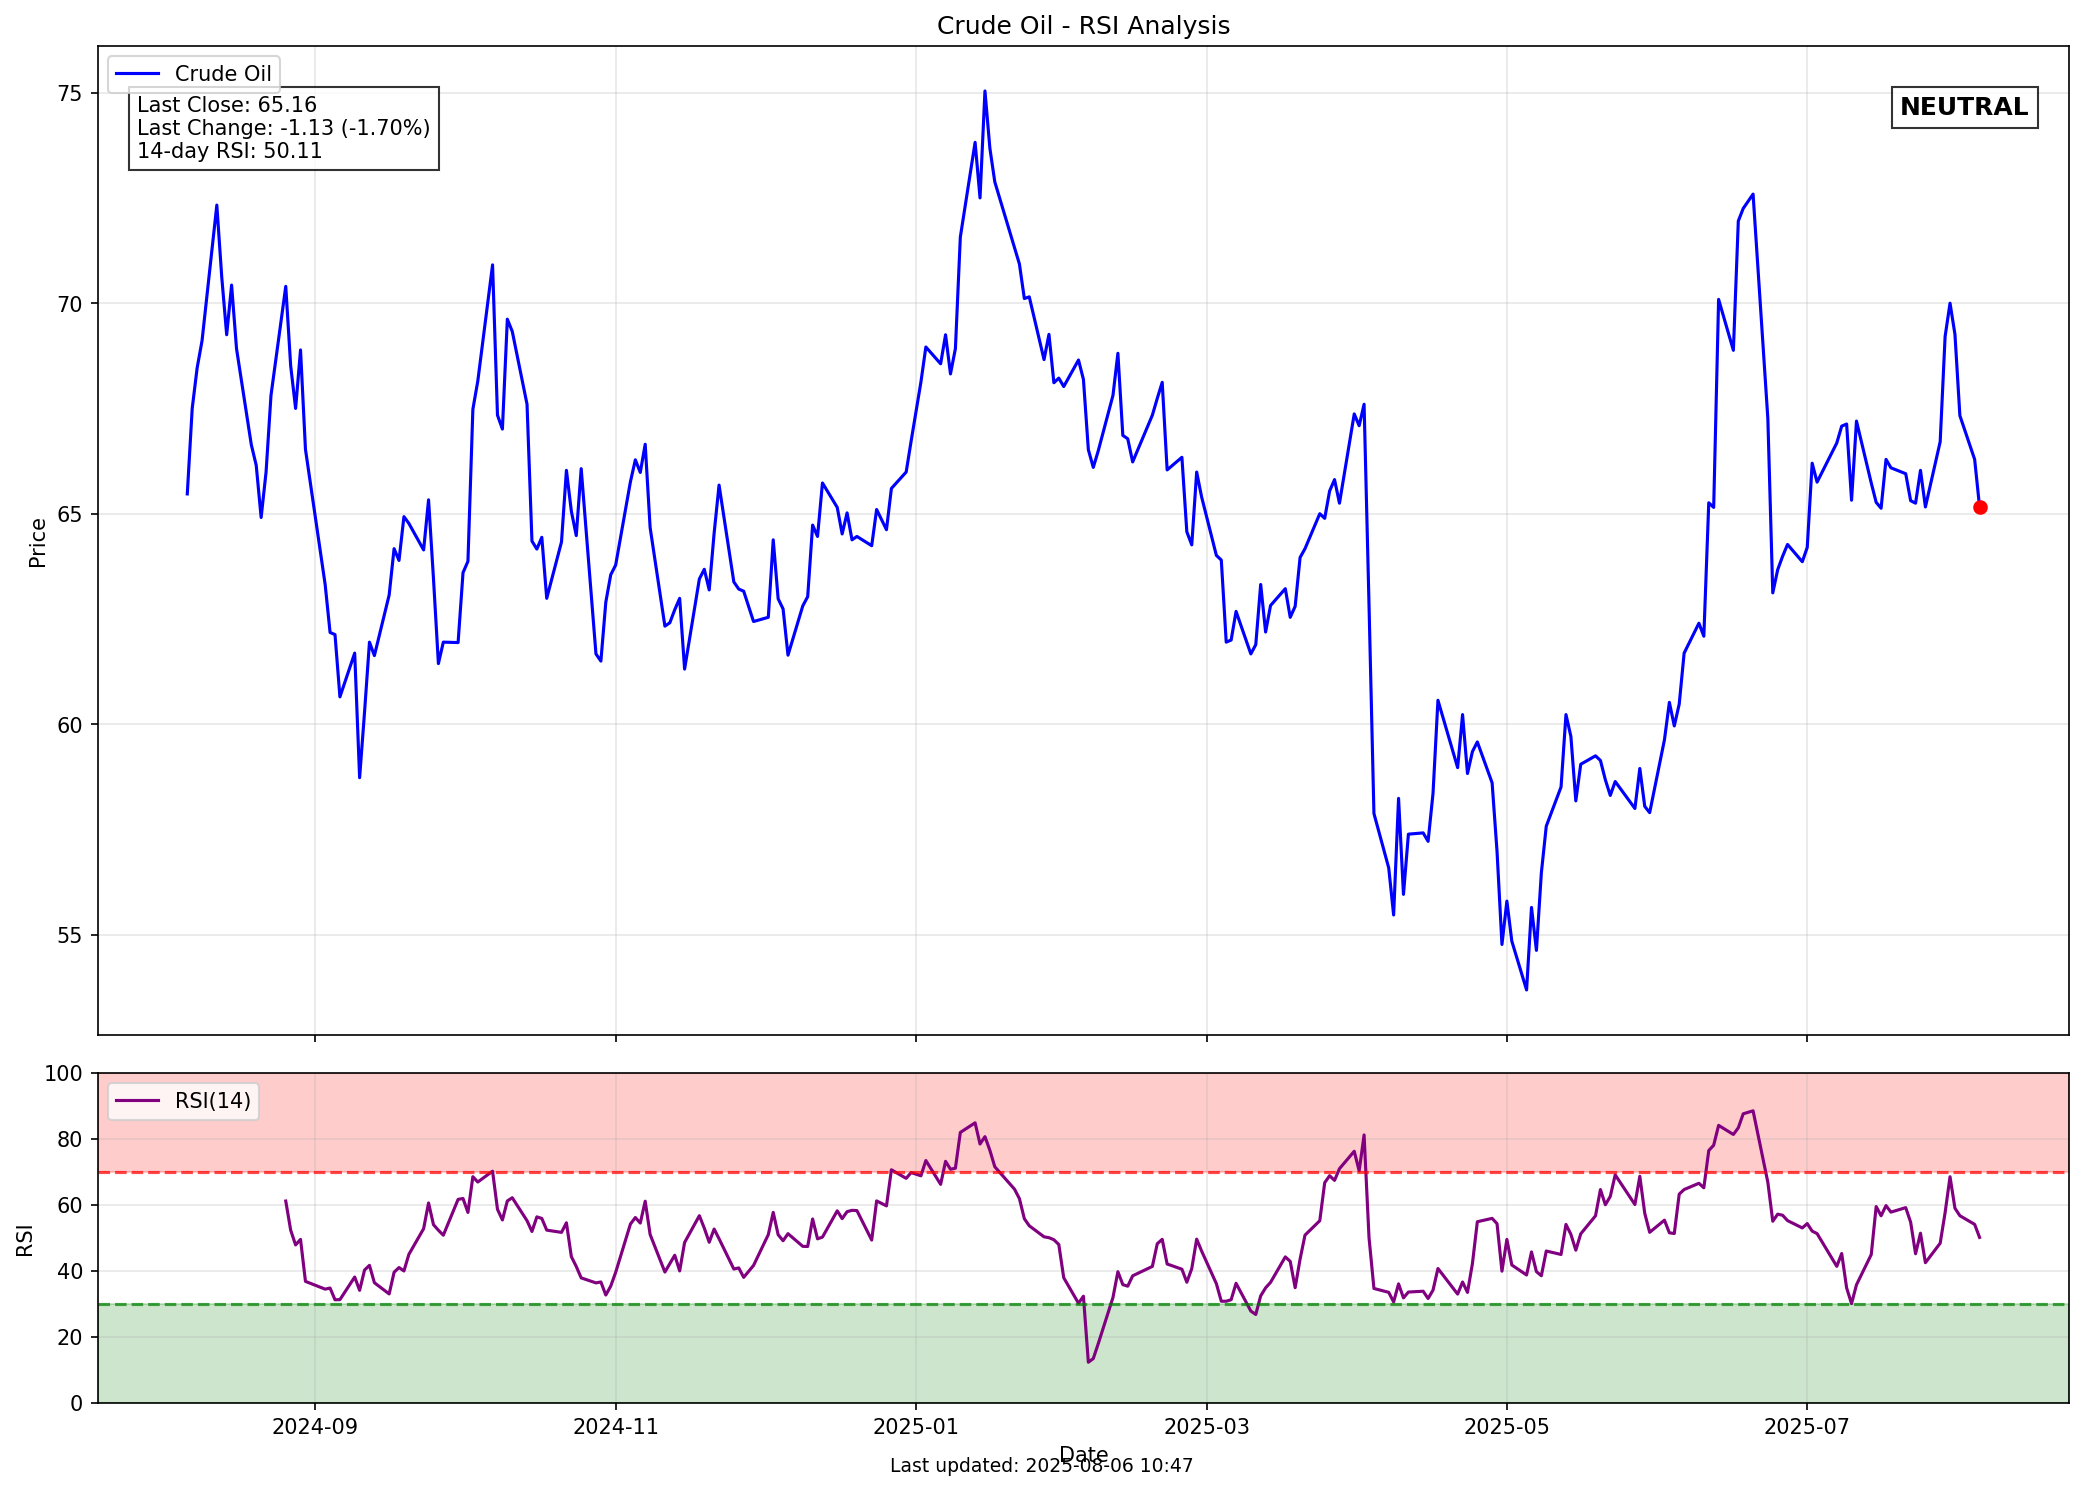 Crude Oil - RSI Analysis
Crude Oil
Last Close: 65.16
Last Change: -1.13 (-1.70%)
14-day RSI: 50.11
NEUTRAL
Price
75
70
65
60
55
RSI(14)
RSI
100
80
60
40
20
0
2024-09
2024-11
2025-01
2025-03
2025-05
2025-07
Date
Last updated: 2025-08-06 10:47